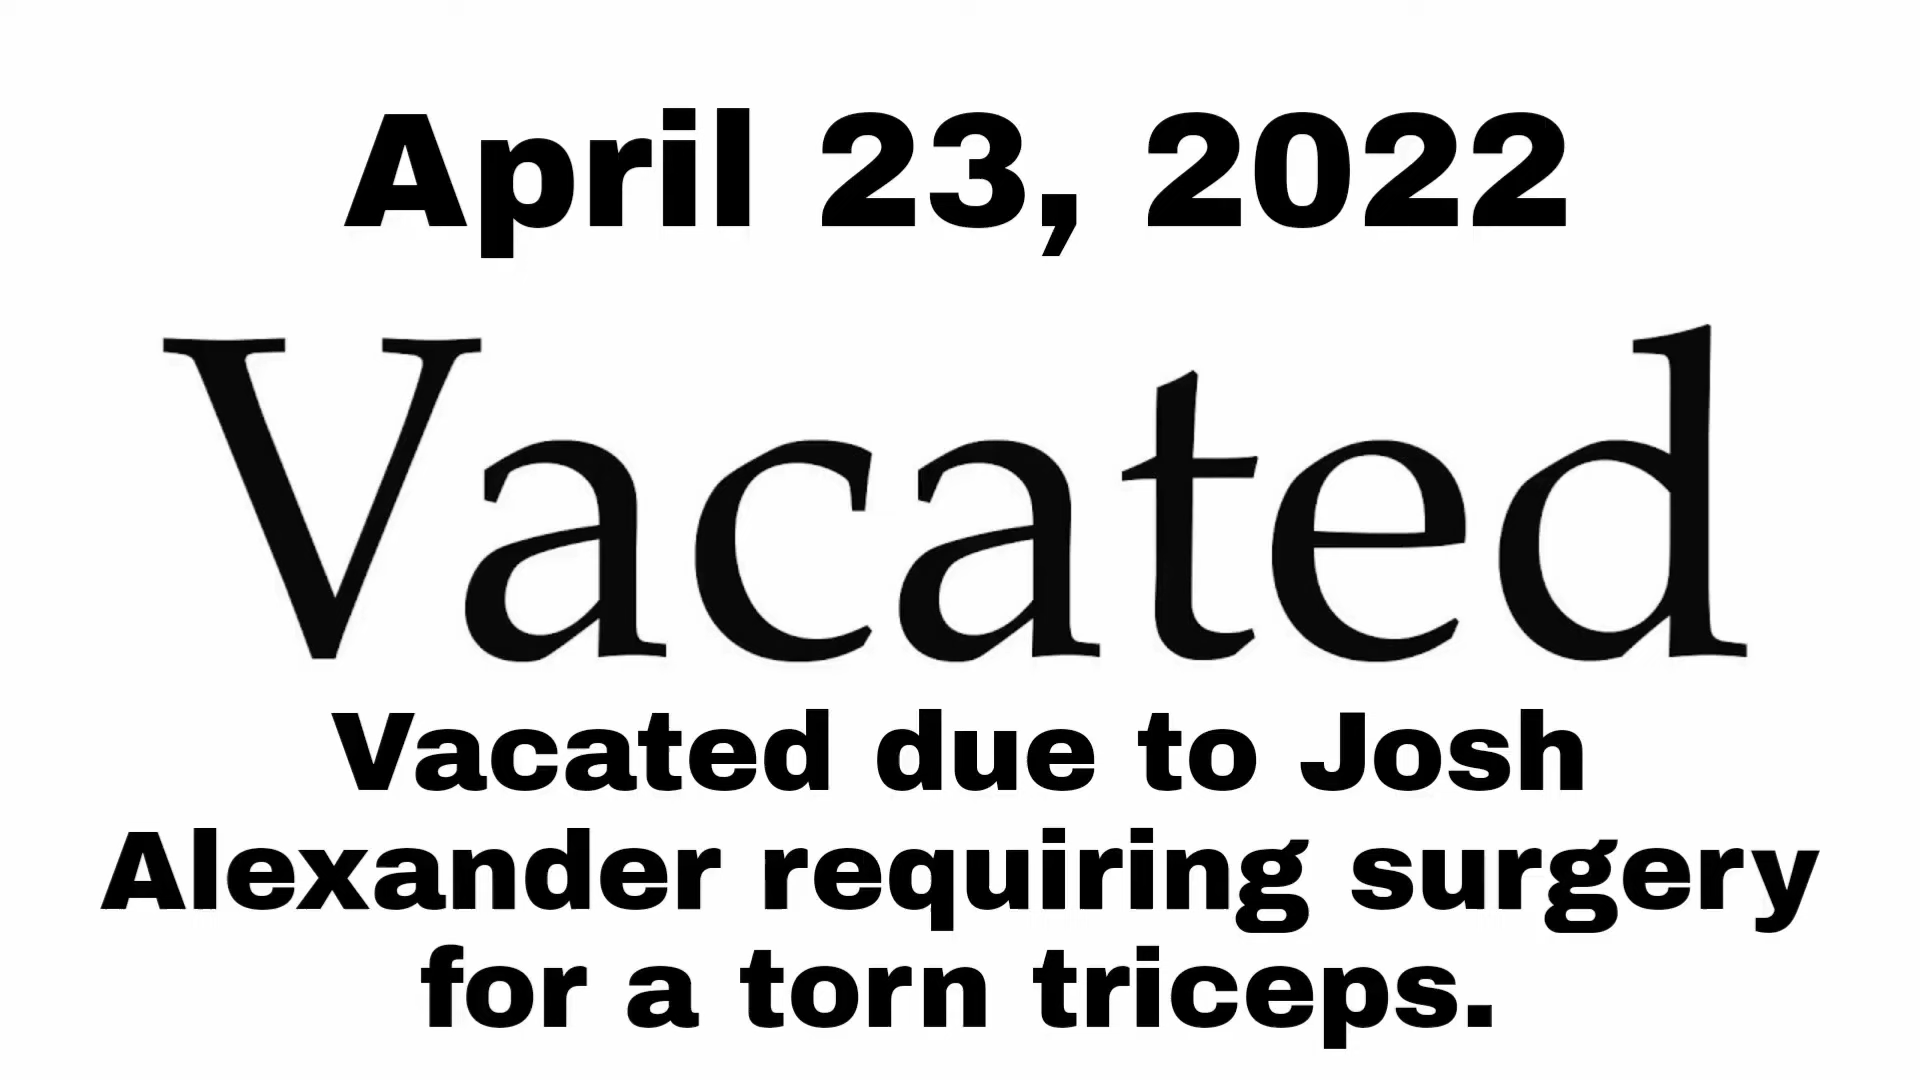 April 23, 2022
Vacated
Vacated due to Josh
Alexander requiring surgery
for a torn triceps.